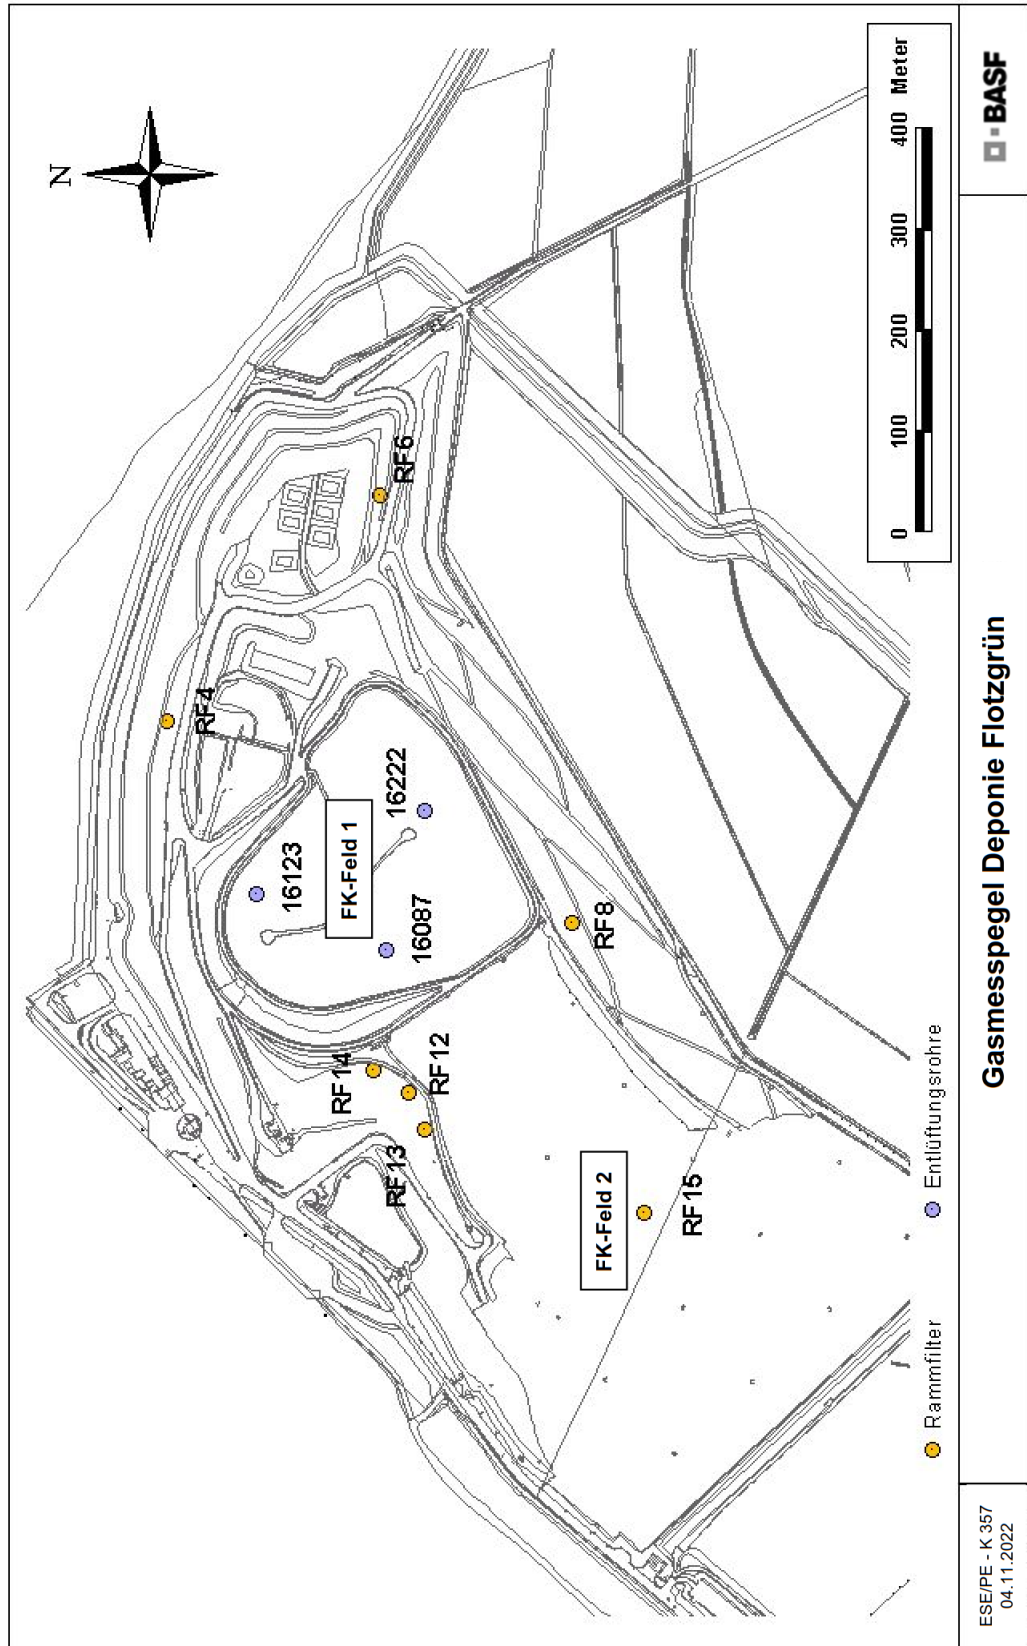 N
RF4
RF6
16123
16222
FK-Feld 1
16087
RF14
RF12
RF13
RF8
FK-Feld 2
RF15
0 100 200 300 400 Meter
Rammfilter
Entlüftungsrohre
ESE/PE - K 357
04.11.2022
Gasmesspegel Deponie Flotzgrün
BASF